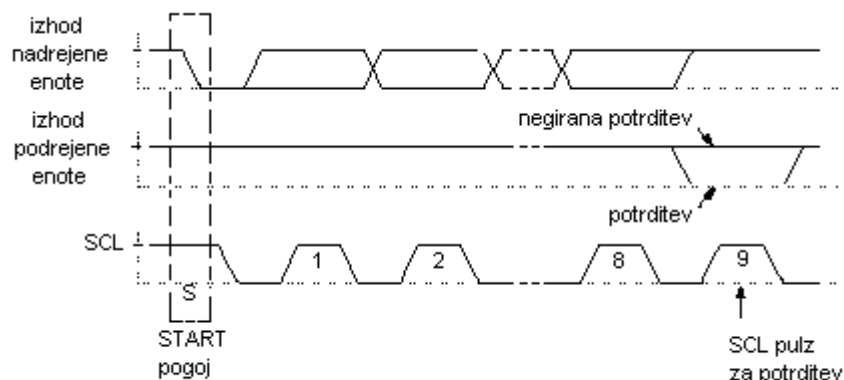 izhod
nadrejene
enote
izhod
podrejene
enote
negirana potrditev
potrditev
SCL
1
2
8
9
S
START
pogoj
SCL pulz
za potrditev